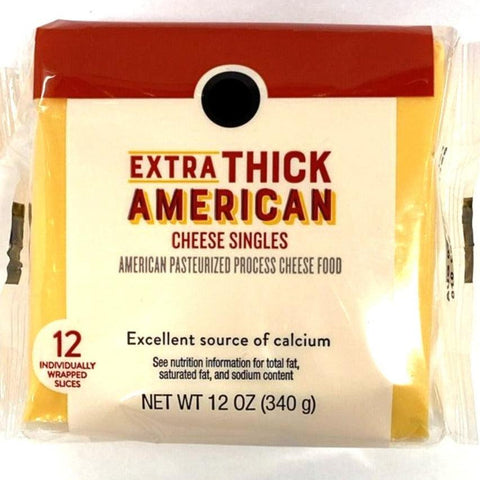 EXTRA THICK
AMERICAN
CHEESE SINGLES
AMERICAN PASTEURIZED PROCESS CHEESE FOOD
12
INDIVIDUALLY
WRAPPED
SLICES
Excellent source of calcium
See nutrition information for total fat,
saturated fat, and sodium content
NET WT 12 OZ (340 g)